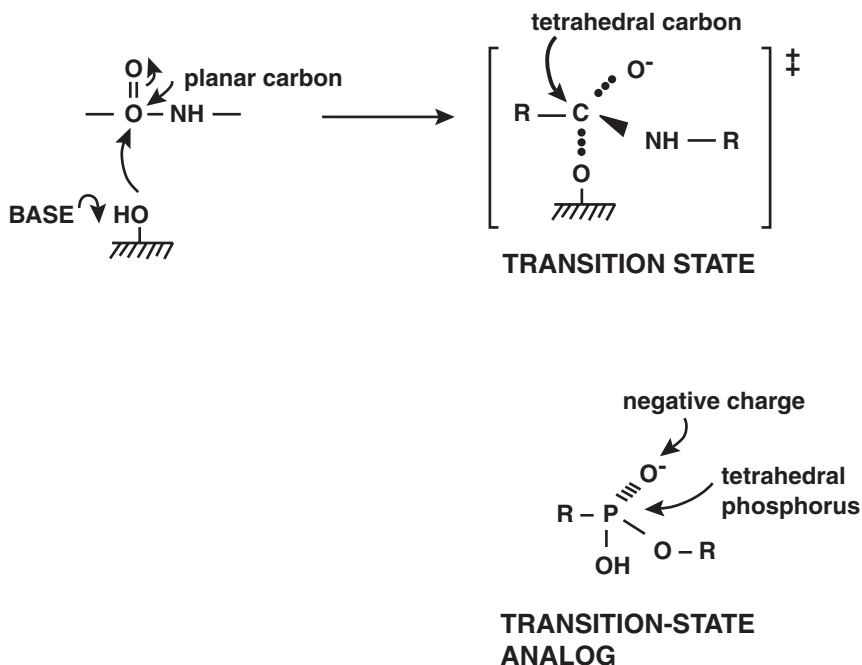 tetrahedral carbon
O
planar carbon
O⁻
‡
O
NH
R
C
NH
R
O
BASE
HO
TRANSITION STATE
negative charge
O⁻
tetrahedral
phosphorus
R
P
O
R
OH
TRANSITION-STATE
ANALOG